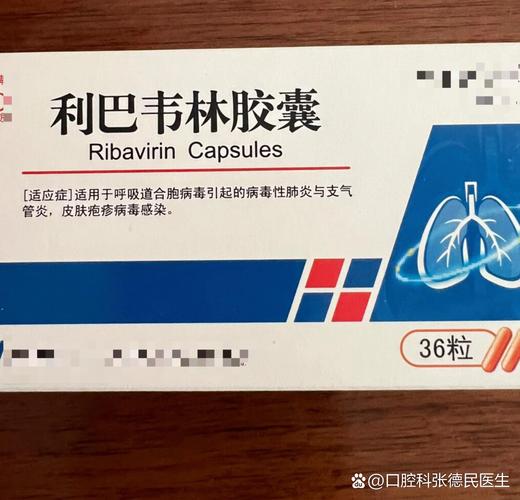 利巴韦林胶囊
Ribavirin Capsules
[适应症]适用于呼吸道合胞病毒引起的病毒性肺炎与支气
管炎，皮肤疱疹病毒感染。
36粒
@口腔科张德民医生